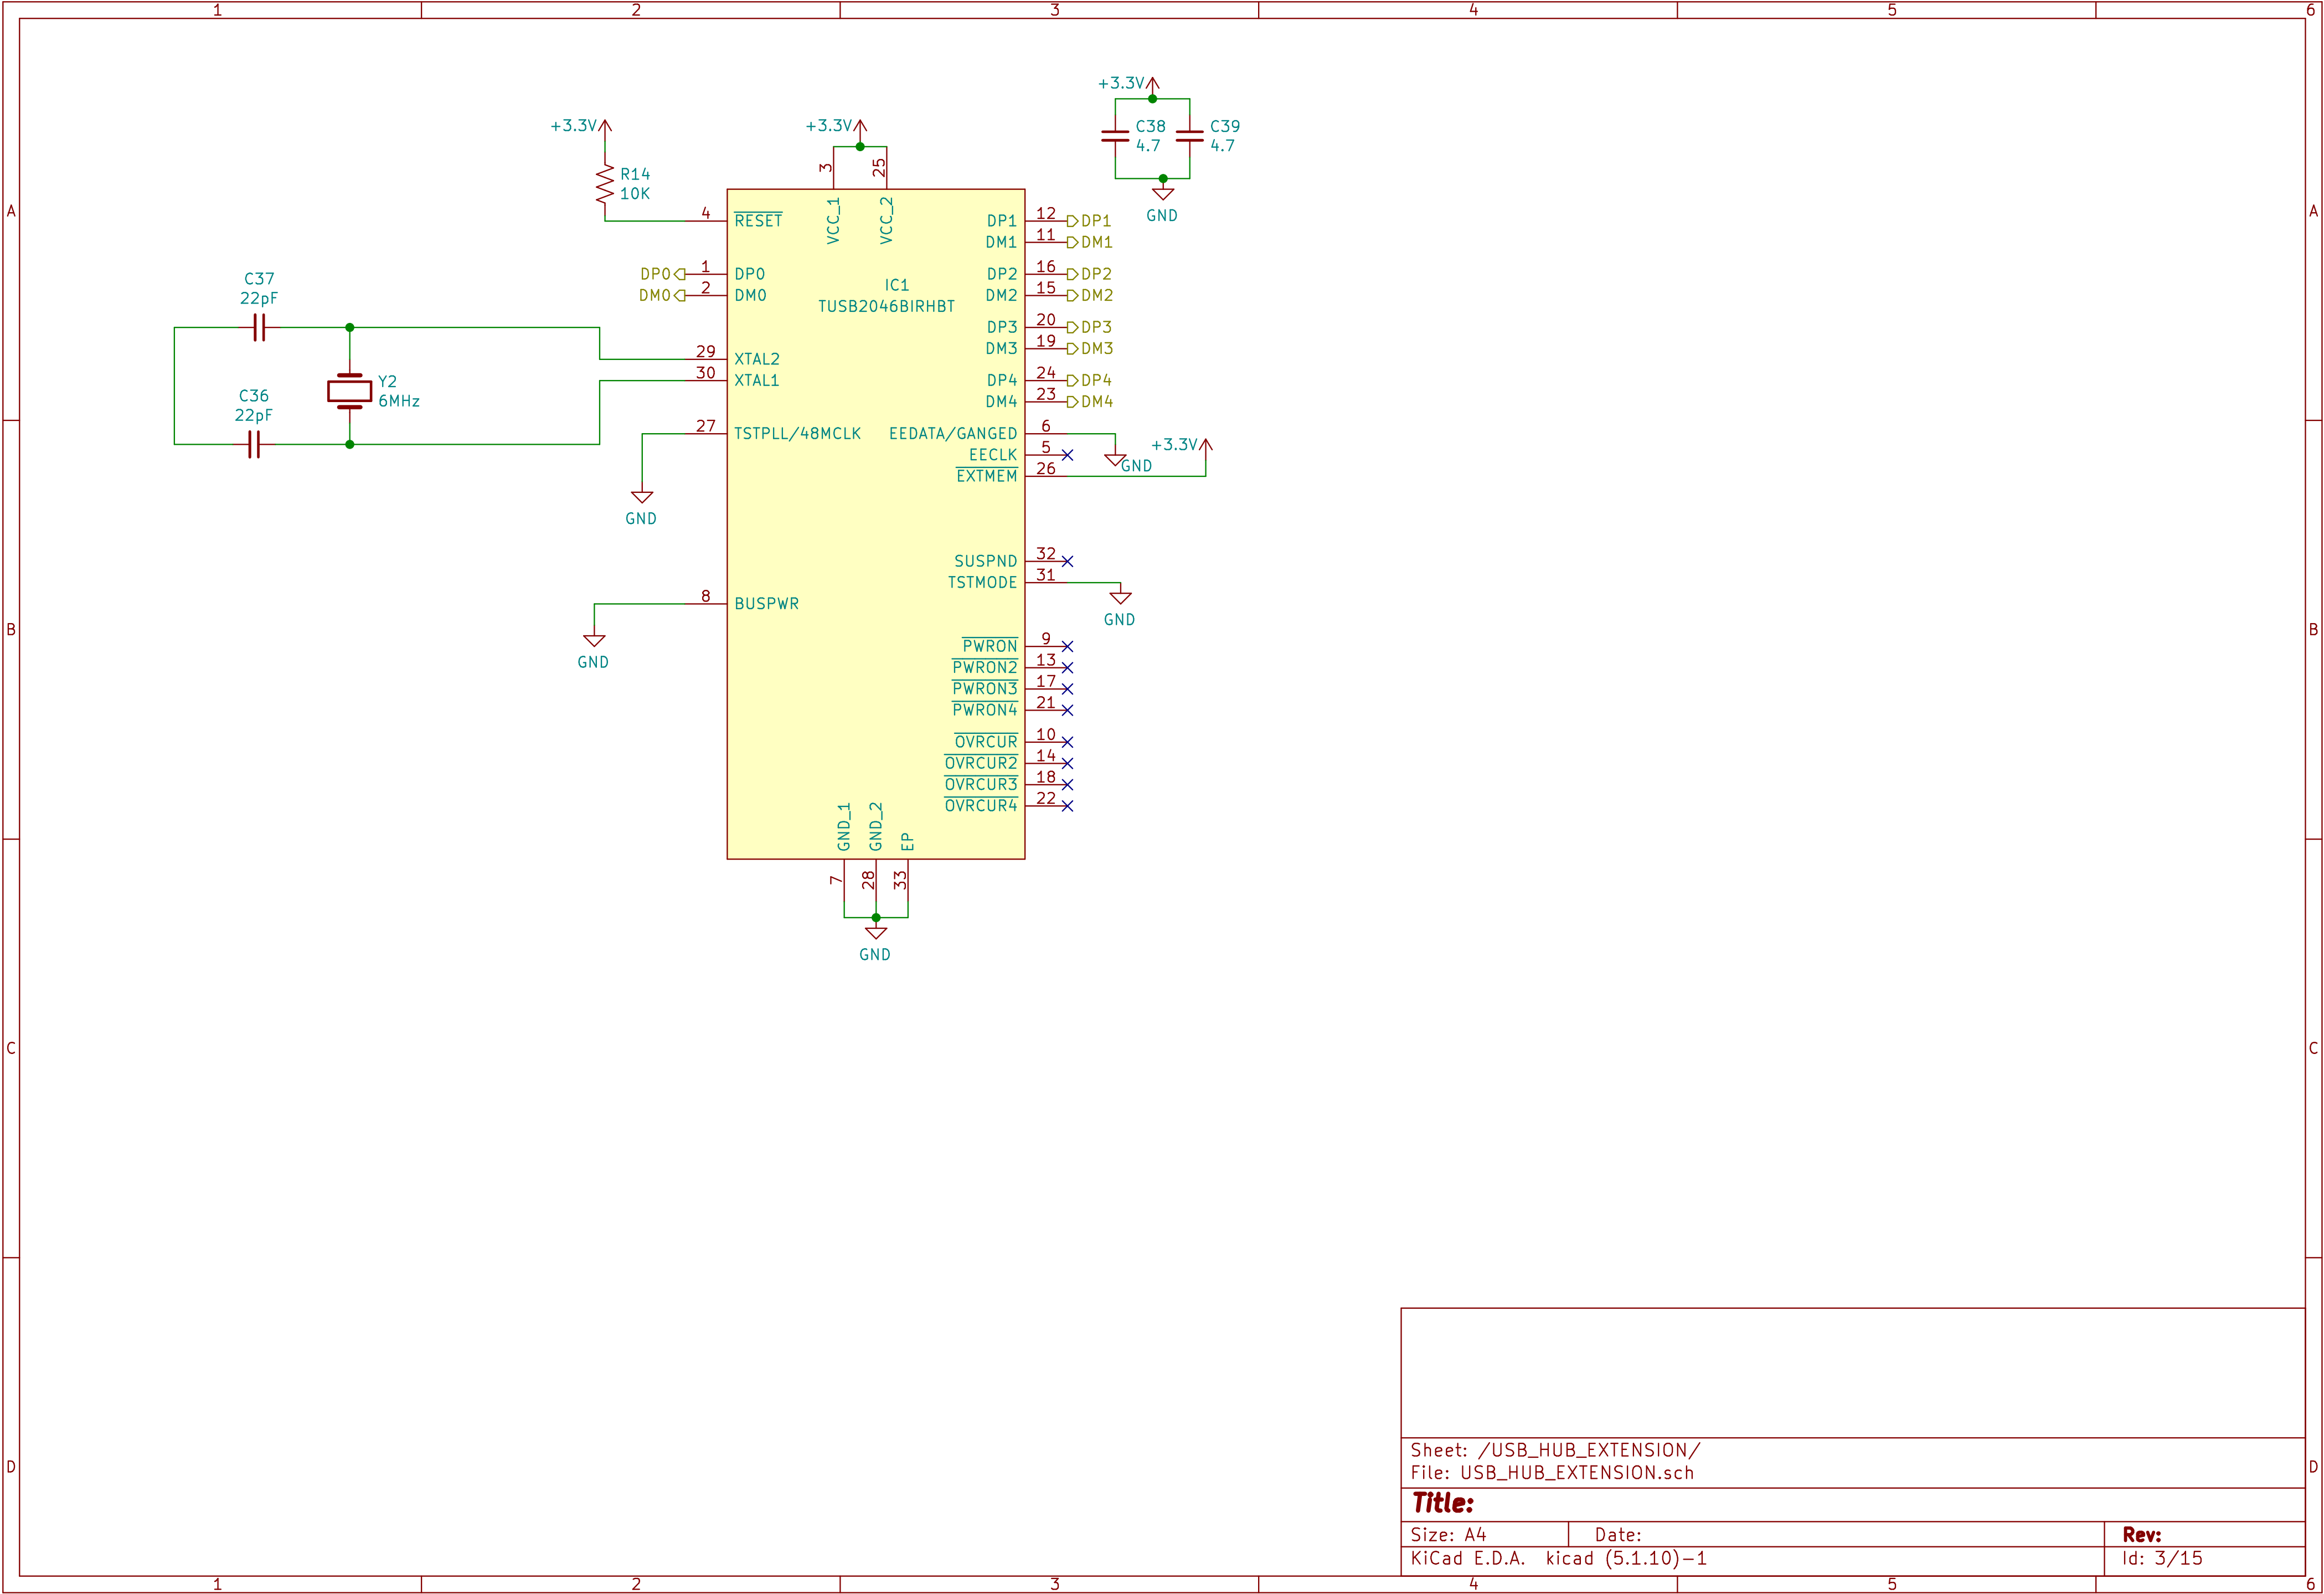 1 2 3 4 5 6
A
B
C
D
A
B
C
D
+3.3V
R14
10K
+3.3V
3
25
VCC_1
VCC_2
+3.3V
C38
4.7
C39
4.7
GND
4 RESET
DP0 1 DP0
DM0 2 DM0
C37
22pF
C36
22pF
Y2
6MHz
29 XTAL2
30 XTAL1
27 TSTPLL/48MCLK
GND
8 BUSPWR
GND
IC1
TUSB2046BIRHBT
DP1 12 DP1
DM1 11 DM1
DP2 16 DP2
DM2 15 DM2
DP3 20 DP3
DM3 19 DM3
DP4 24 DP4
DM4 23 DM4
EEDATA/GANGED 6
EECLK 5
EXTMEM 26
GND
+3.3V
SUSPND 32
TSTMODE 31
GND
PWRON 9
PWRON2 13
PWRON3 17
PWRON4 21
OVRCUR 10
OVRCUR2 14
OVRCUR3 18
OVRCUR4 22
GND_1
GND_2
EP
7
28
33
GND
Sheet: /USB_HUB_EXTENSION/
File: USB_HUB_EXTENSION.sch
Title:
Size: A4 Date: Rev:
KiCad E.D.A. kicad (5.1.10)-1 Id: 3/15
1 2 3 4 5 6